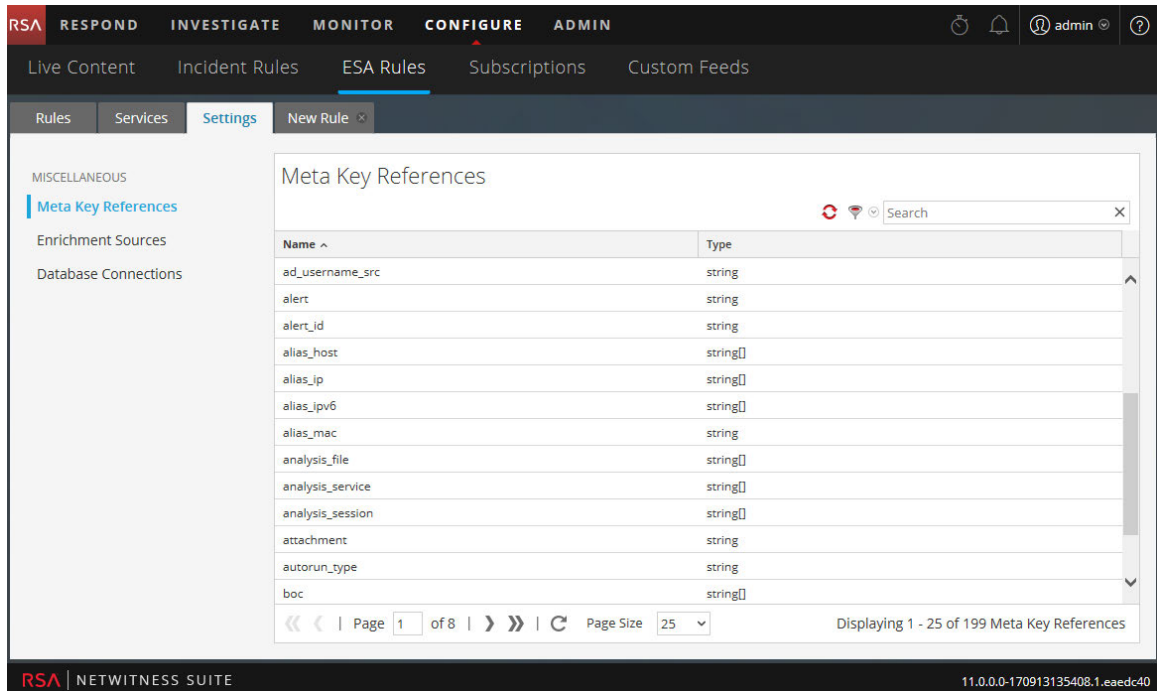 RSA RESPOND INVESTIGATE MONITOR CONFIGURE ADMIN admin ?
Live Content Incident Rules ESA Rules Subscriptions Custom Feeds
Rules Services Settings New Rule
MISCELLANEOUS
Meta Key References
Enrichment Sources
Database Connections
Meta Key References
Search
Name Type
ad_username_src string
alert string
alert_id string
alias_host string[]
alias_ip string[]
alias_ipv6 string[]
alias_mac string
analysis_file string[]
analysis_service string[]
analysis_session string[]
attachment string
autorun_type string
boc string[]
Page 1 of 8 Page Size 25 Displaying 1 - 25 of 199 Meta Key References
RSA NETWITNESS SUITE 11.0.0.0-170913135408.1.eaedc40